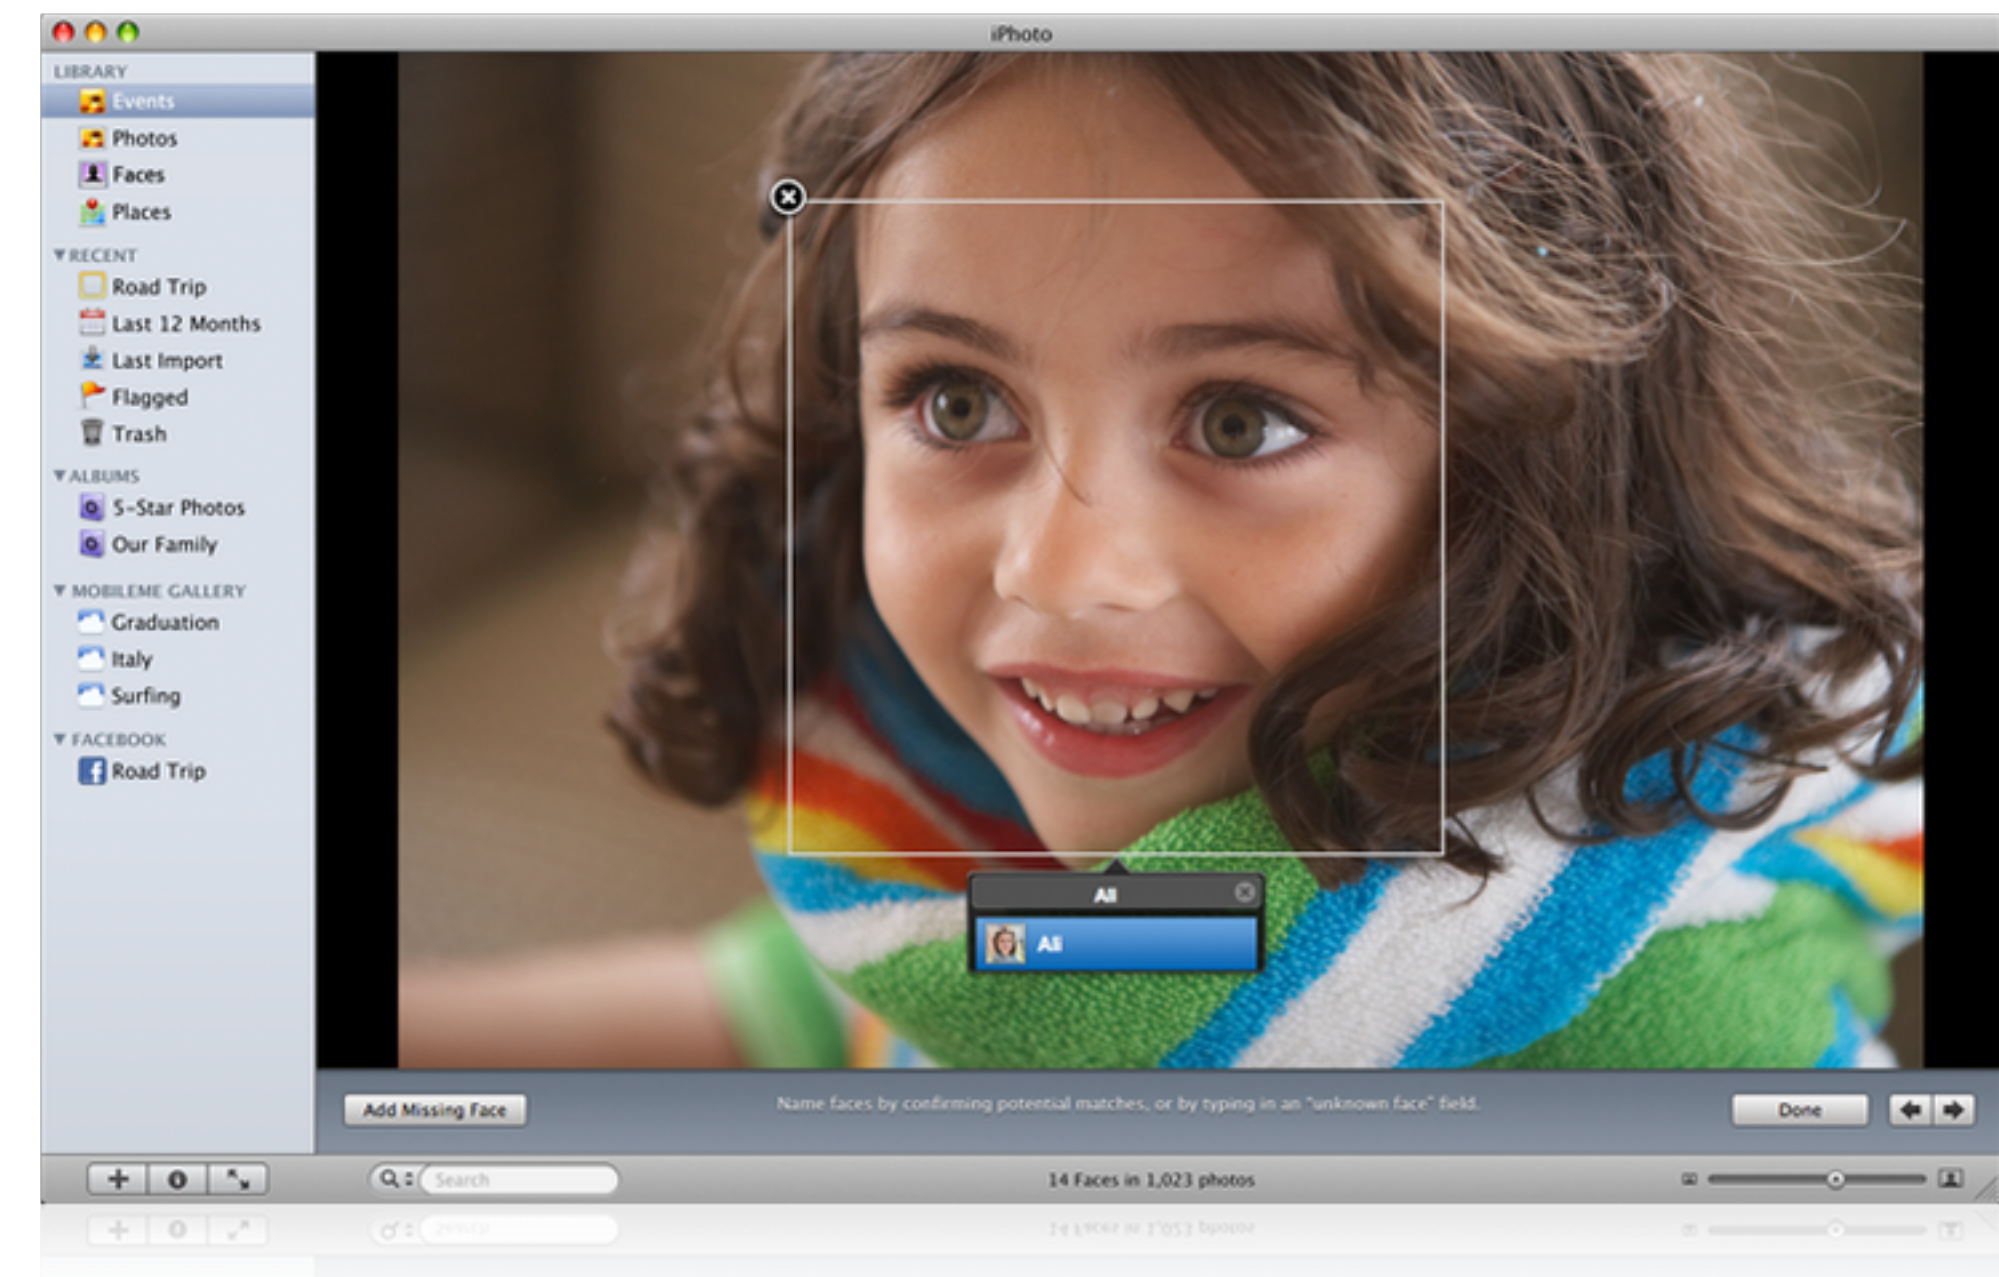 iPhoto
LIBRARY
Events
Photos
Faces
Places
RECENT
Road Trip
Last 12 Months
Last Import
Flagged
Trash
ALBUMS
5-Star Photos
Our Family
MOBILEME GALLERY
Graduation
Italy
Surfing
FACEBOOK
Road Trip
Ali
Ali
Add Missing Face
Name faces by confirming potential matches, or by typing in an "unknown face" field.
Done
Search
14 Faces in 1,023 photos